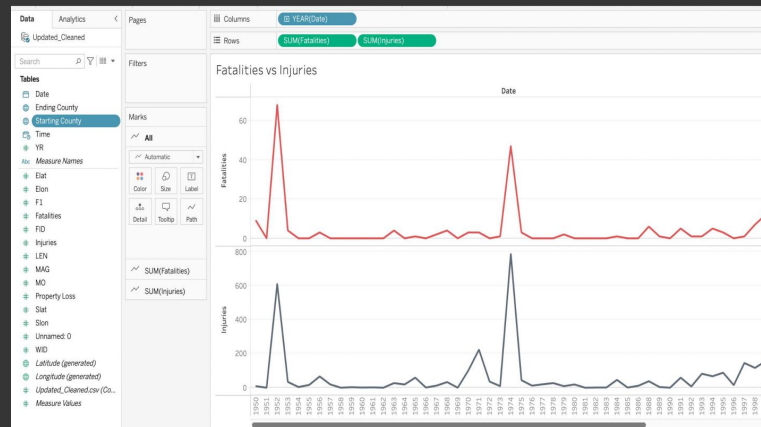 Data Analytics <
Updated_Cleaned
Search
Tables
Date
Ending County
Starting County
Time
YR
Abc Measure Names
Elat
Elon
F1
Fatalities
FID
Injuries
LEN
MAG
MO
Property Loss
Slat
Slon
Unnamed: 0
WID
Latitude (generated)
Longitude (generated)
Updated_Cleaned.csv (Co...
Measure Values
Pages
Filters
Marks
All
Automatic
Color Size Label
Detail Tooltip Path
SUM(Fatalities)
SUM(Injuries)
Columns YEAR(Date)
Rows SUM(Fatalities) SUM(Injuries)
Fatalities vs Injuries
Date
Fatalities
60
40
20
0
Injuries
800
600
400
200
0
1950 1951 1952 1953 1954 1955 1956 1957 1958 1959 1960 1961 1962 1963 1964 1965 1966 1967 1968 1969 1970 1971 1972 1973 1974 1975 1976 1977 1978 1979 1980 1981 1982 1983 1984 1985 1986 1987 1988 1989 1990 1991 1992 1993 1994 1995 1996 1997 1998